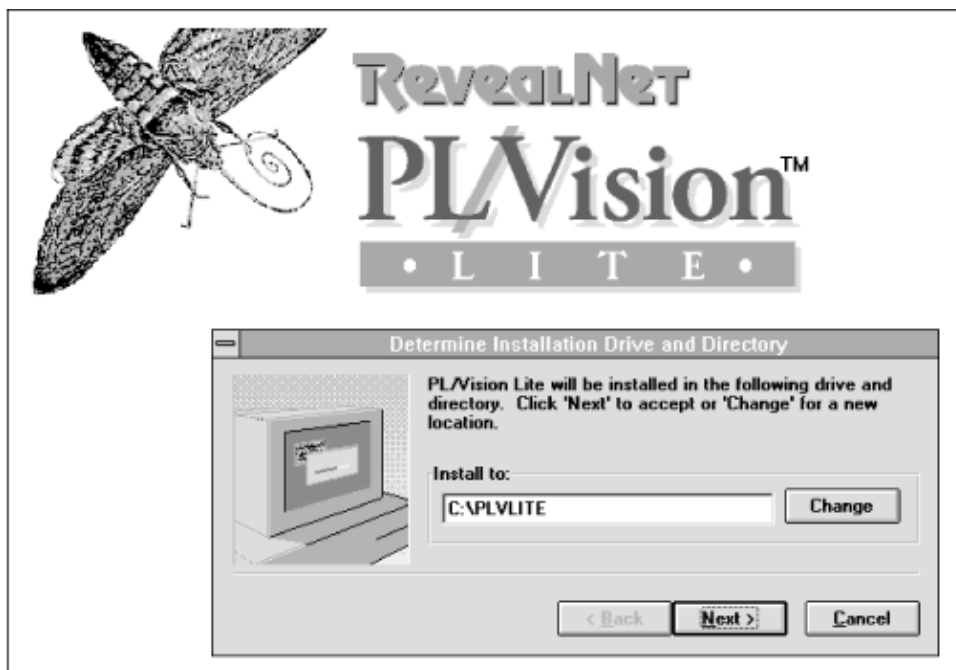 REVEALNET
PL/Vision™
• LITE •
Determine Installation Drive and Directory
PL/Vision Lite will be installed in the following drive and
directory. Click 'Next' to accept or 'Change' for a new
location.
Install to:
C:\PLVLITE
Change
< Back
Next >
Cancel